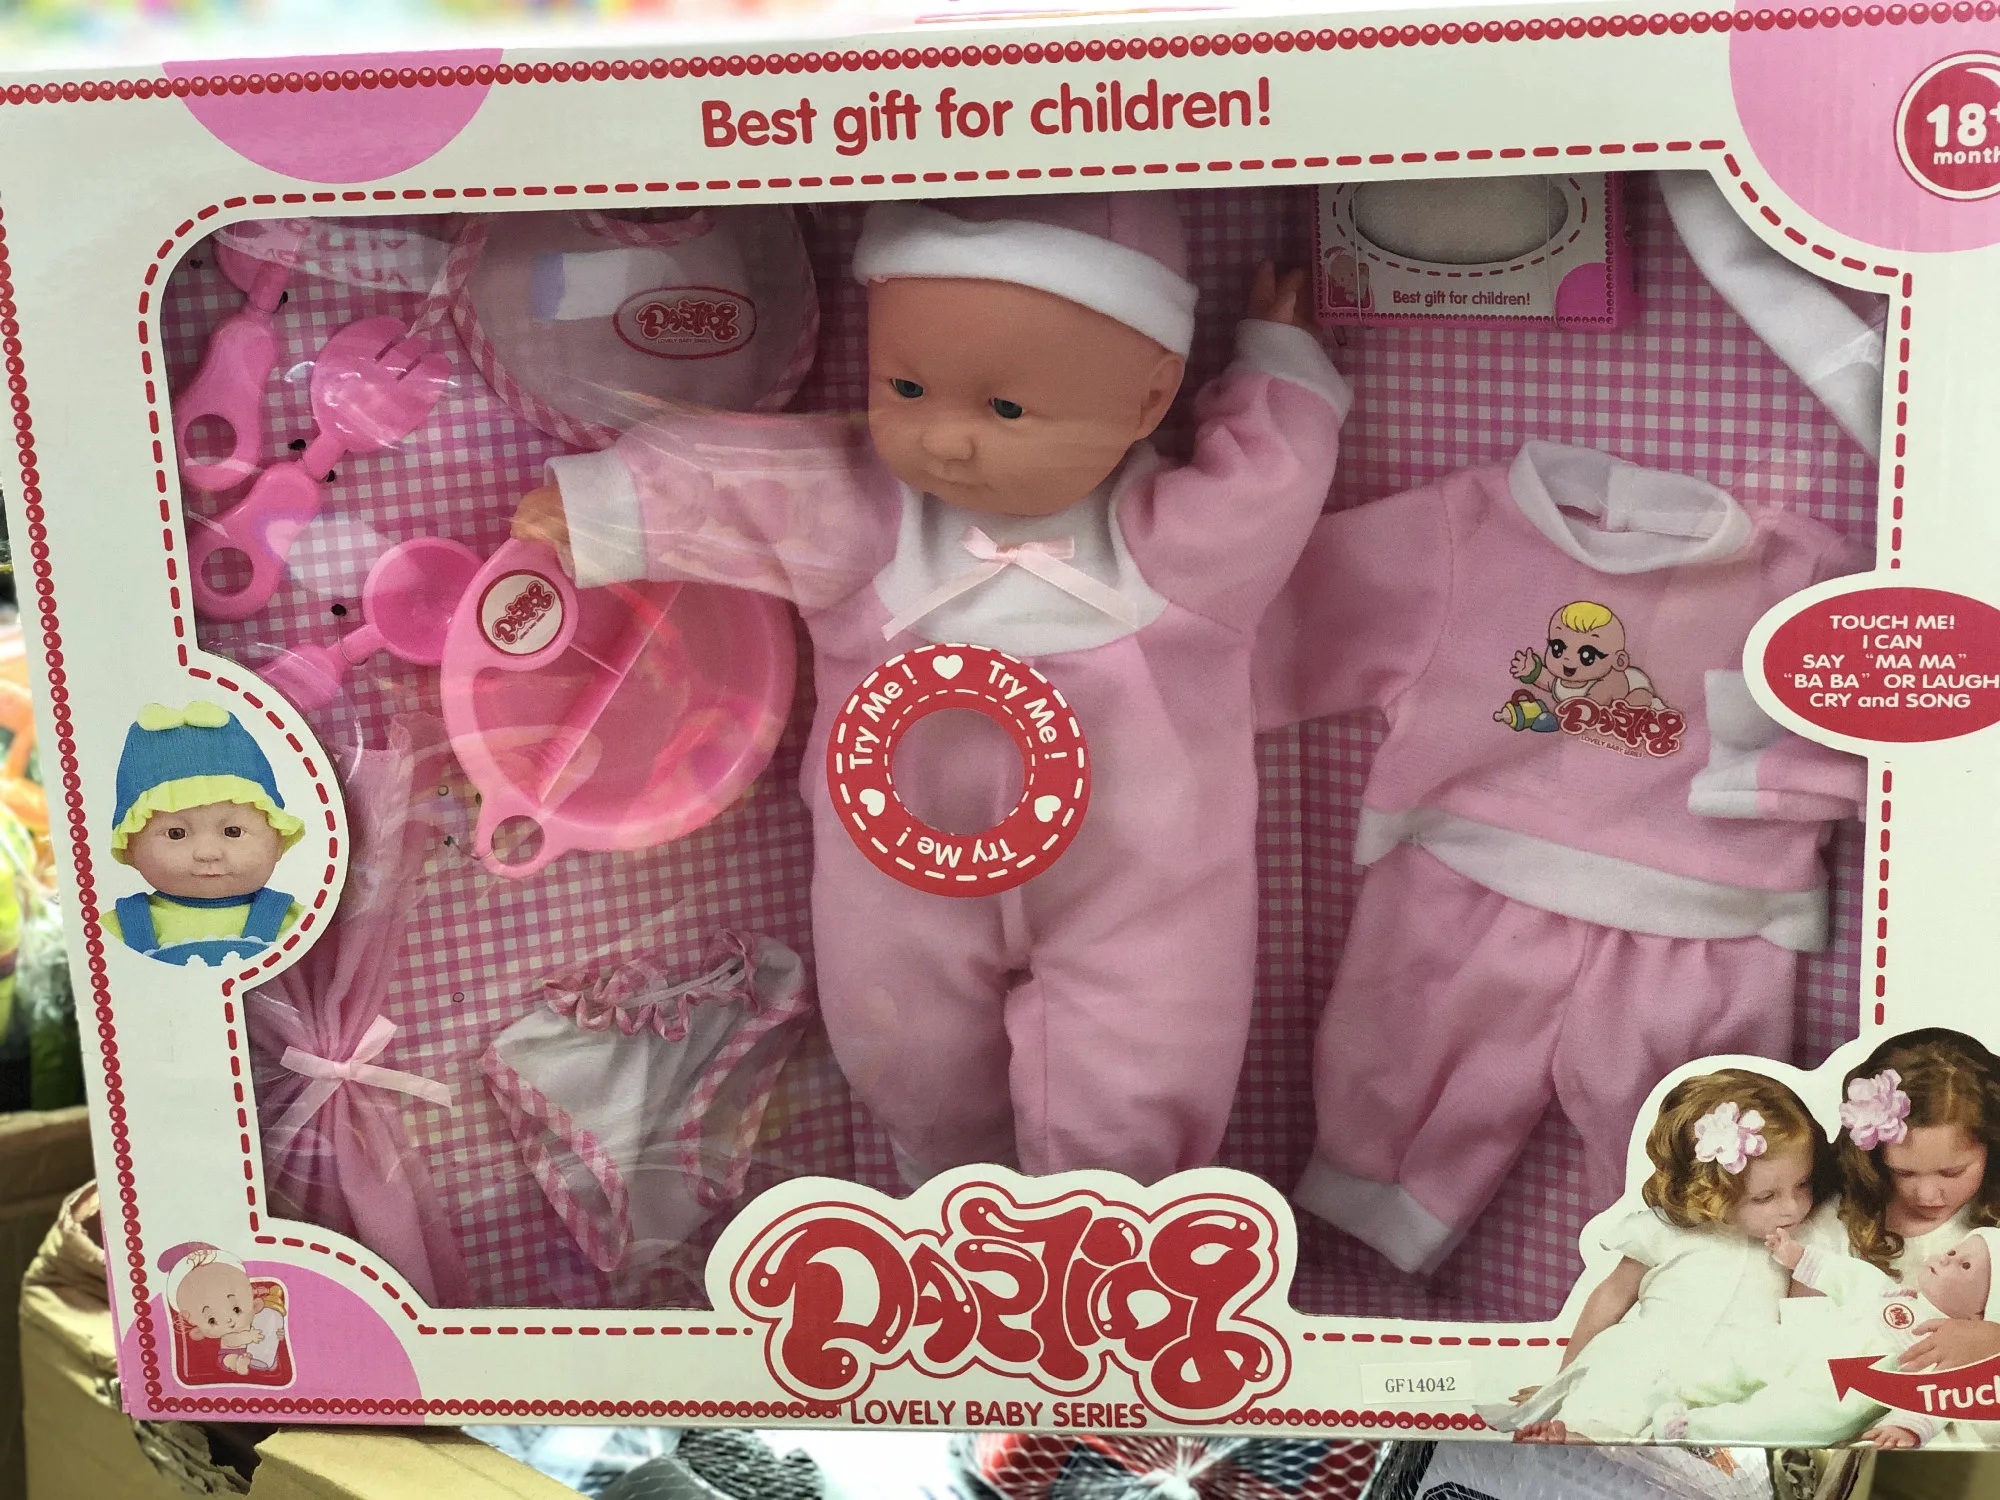 Best gift for children!
18+
month
DARLING
LOVELY BABY SERIES
Best gift for children!
DARLING
Try Me! Try Me! Try Me!
TOUCH ME!
I CAN
SAY "MA MA"
"BA BA" OR LAUGH
CRY and SONG
DARLING
LOVELY BABY SERIES
DARLING
LOVELY BABY SERIES
GF14042
Truc